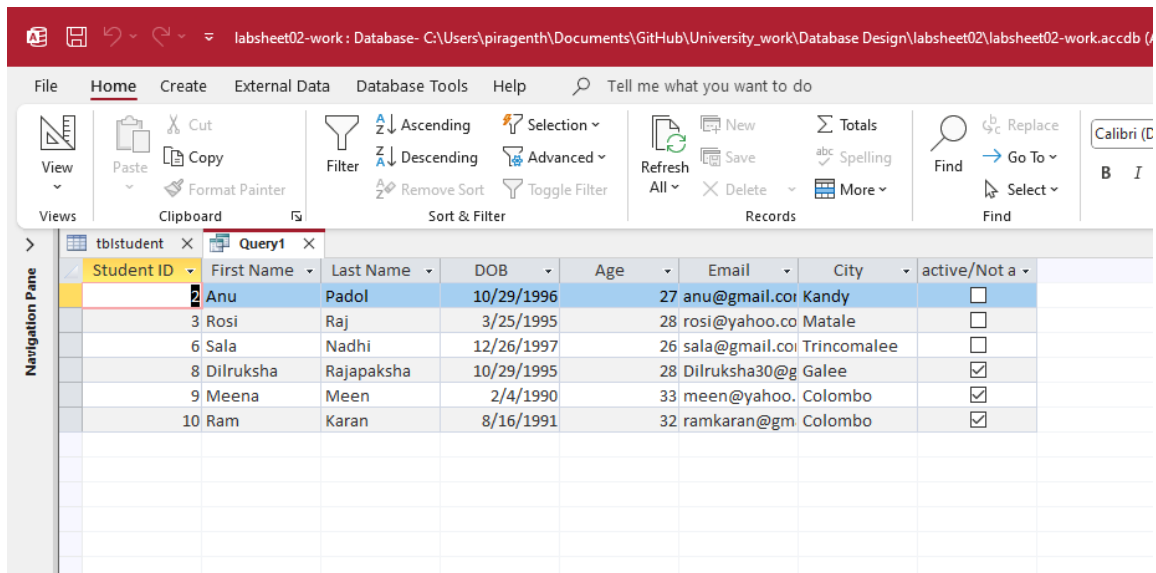 labsheet02-work : Database- C:\Users\piragenth\Documents\GitHub\University_work\Database Design\labsheet02\labsheet02-work.accdb (A
File Home Create External Data Database Tools Help Tell me what you want to do
View
Views
Paste
Cut
Copy
Format Painter
Clipboard
Filter
Ascending
Descending
Remove Sort
Selection
Advanced
Toggle Filter
Sort & Filter
Refresh
All
New
Save
Delete
Totals
Spelling
More
Records
Find
Replace
Go To
Select
Find
Calibri (D
B I
tblstudent Query1
Navigation Pane
Student ID First Name Last Name DOB Age Email City active/Not a
2 Anu Padol 10/29/1996 27 anu@gmail.cor Kandy
3 Rosi Raj 3/25/1995 28 rosi@yahoo.co Matale
6 Sala Nadhi 12/26/1997 26 sala@gmail.co Trincomalee
8 Dilruksha Rajapaksha 10/29/1995 28 Dilruksha30@g Galee
9 Meena Meen 2/4/1990 33 meen@yahoo. Colombo
10 Ram Karan 8/16/1991 32 ramkaran@gm Colombo